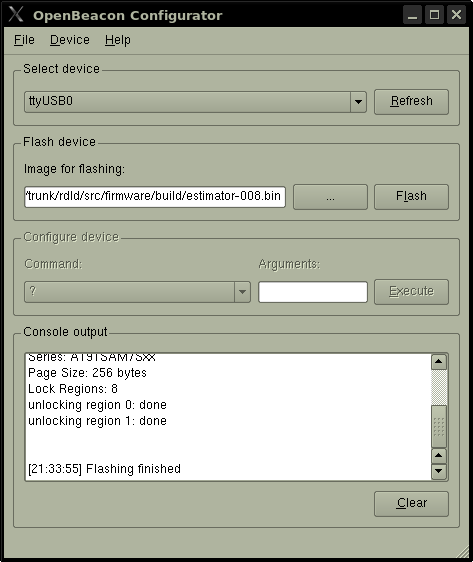 OpenBeacon Configurator
File Device Help
Select device
ttyUSB0
Refresh
Flash device
Image for flashing:
/trunk/rdld/src/firmware/build/estimator-008.bin
...
Flash
Configure device
Command:
Arguments:
?
Execute
Console output
Series: AT91SAM7Sxx
Page Size: 256 bytes
Lock Regions: 8
unlocking region 0: done
unlocking region 1: done
[21:33:55] Flashing finished
Clear